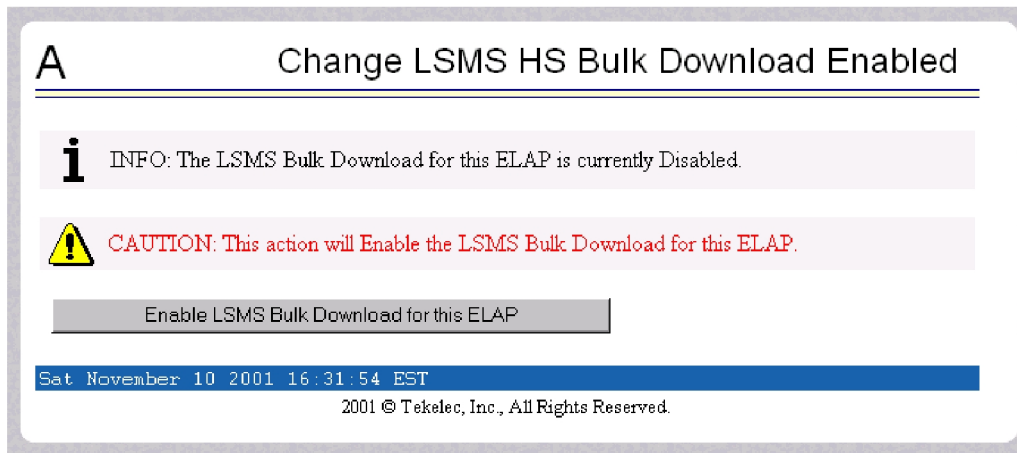 A
Change LSMS HS Bulk Download Enabled
INFO: The LSMS Bulk Download for this ELAP is currently Disabled.
CAUTION: This action will Enable the LSMS Bulk Download for this ELAP.
Enable LSMS Bulk Download for this ELAP
Sat November 10 2001 16:31:54 EST
2001 © Tekelec, Inc., All Rights Reserved.